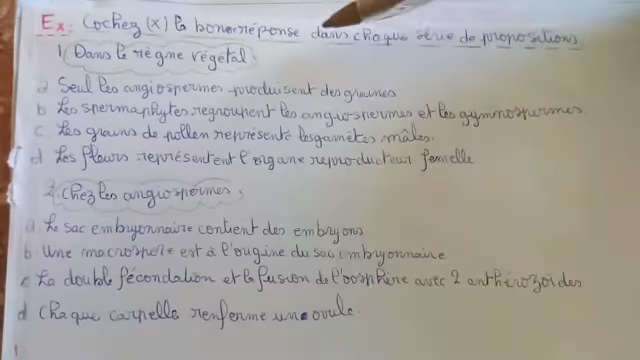 Ex: Cochez (x) la bonne réponse dans chaque série de propositions
1) Dans le règne végétal:
a Seul les angiospermes produisent des graines
b Les spermaphytes regroupent les angiospermes et les gymnospermes.
c Les grains de pollen représente les gamètes mâles.
d Les fleurs représentent l'organe reproducteur femelle
2. Chez les angiospermes:
a Le sac embryonnaire contient des embryons
b Une macrospore est à l'origine du sac embryonnaire
c La double fécondation et la fusion de l'oosphère avec 2 anthérozoïdes
d Chaque carpelle renferme un ovule.